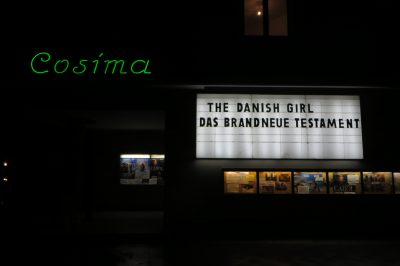 Cosima
THE DANISH GIRL
DAS BRANDNEUE TESTAMENT